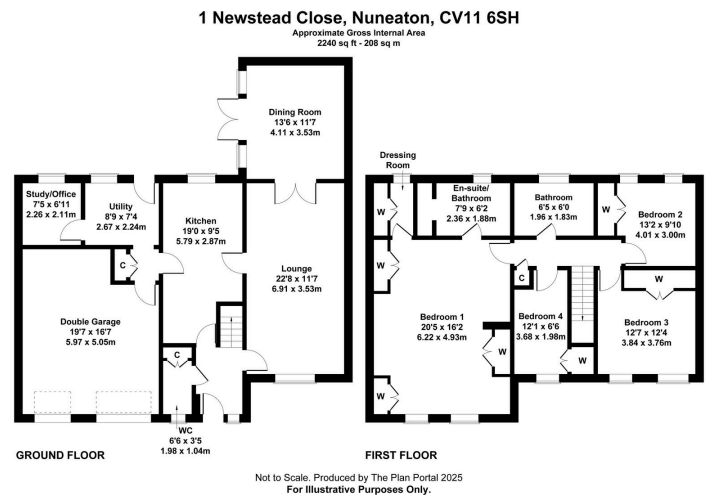 1 Newstead Close, Nuneaton, CV11 6SH
Approximate Gross Internal Area
2240 sq ft - 208 sq m
Dining Room
13'6 x 11'7
4.11 x 3.53m
Study/Office
7'5 x 6'11
2.26 x 2.11m
Utility
8'9 x 7'4
2.67 x 2.24m
Kitchen
19'0 x 9'5
5.79 x 2.87m
C
Lounge
22'8 x 11'7
6.91 x 3.53m
Double Garage
19'7 x 16'7
5.97 x 5.05m
C
WC
6'6 x 3'5
1.98 x 1.04m
GROUND FLOOR
Dressing
Room
W
En-suite/
Bathroom
7'9 x 6'2
2.36 x 1.88m
Bathroom
6'5 x 6'0
1.96 x 1.83m
W
Bedroom 2
13'2 x 9'10
4.01 x 3.00m
W
C
W
Bedroom 1
20'5 x 16'2
6.22 x 4.93m
Bedroom 4
12'1 x 6'6
3.68 x 1.98m
Bedroom 3
12'7 x 12'4
3.84 x 3.76m
W
W
W
FIRST FLOOR
Not to Scale. Produced by The Plan Portal 2025
For Illustrative Purposes Only.